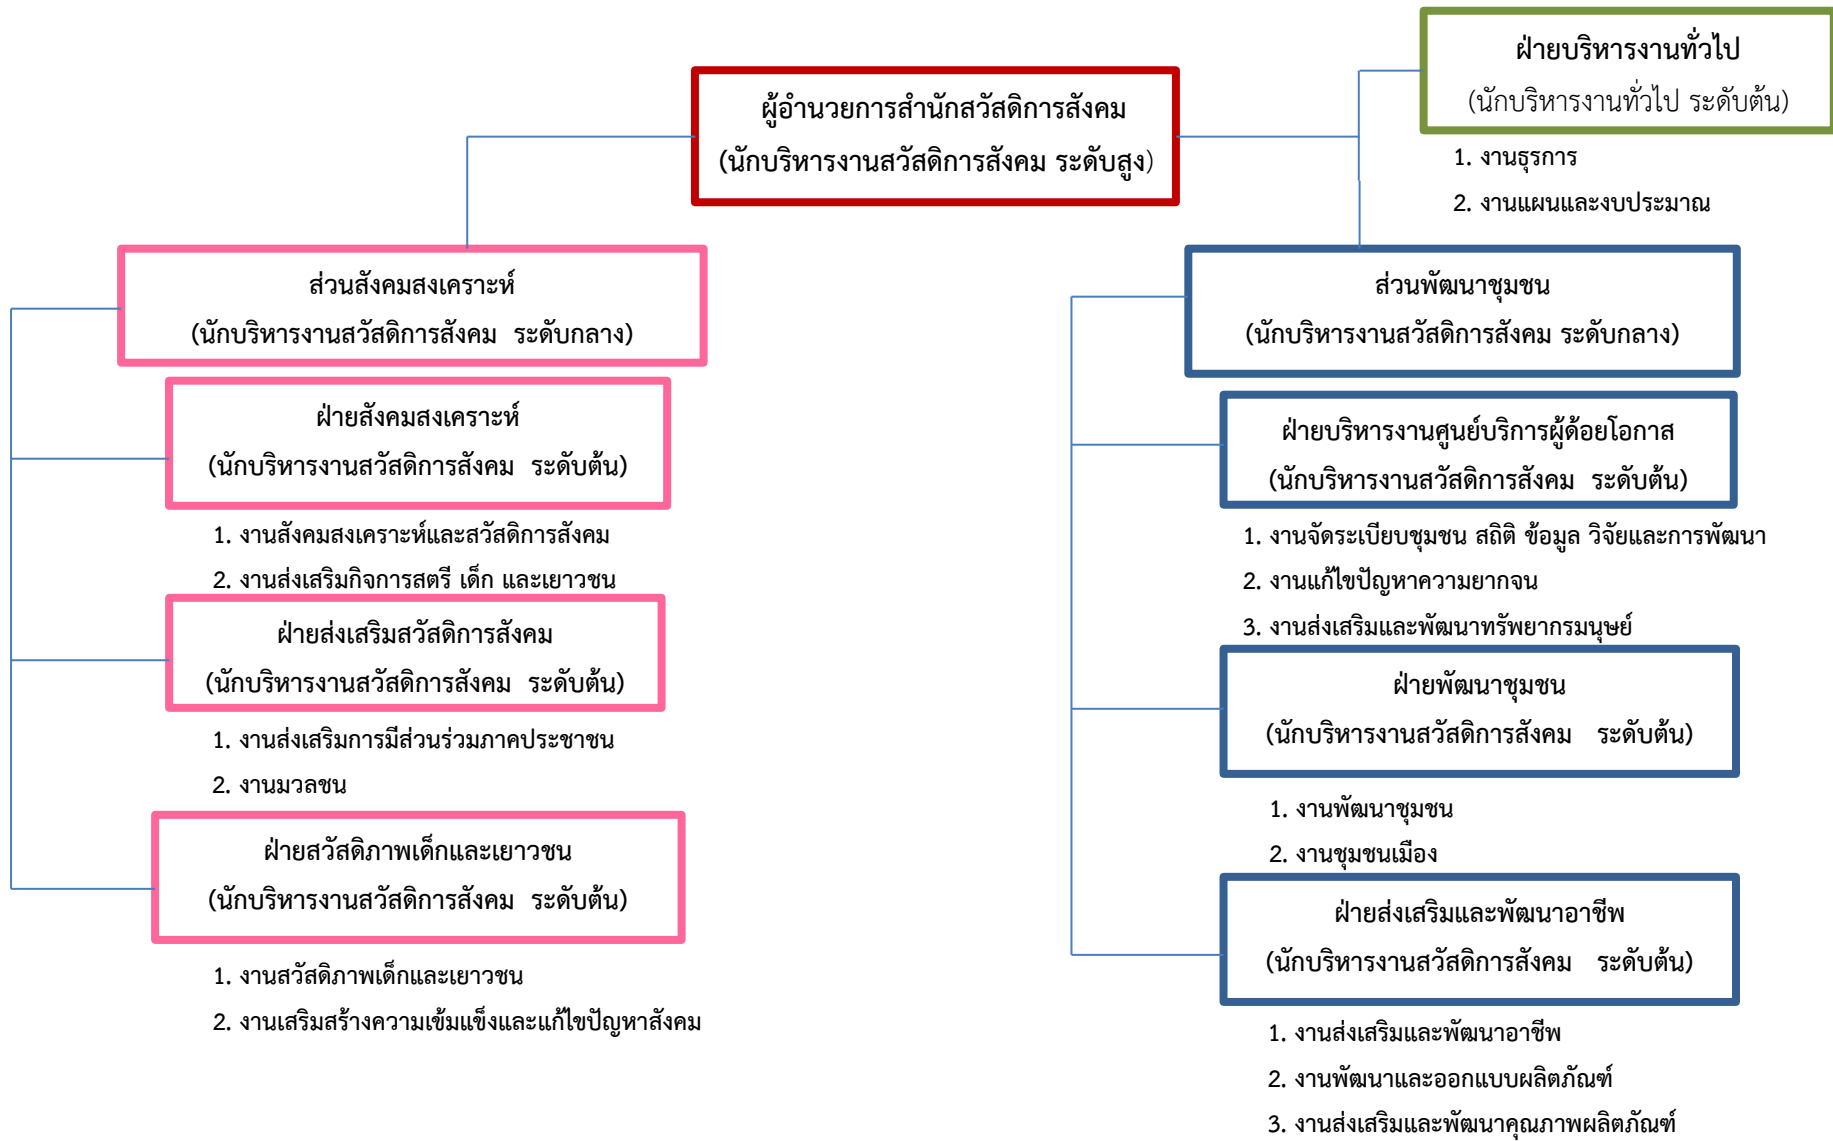 ฝ่ายบริหารงานทั่วไป
(นักบริหารงานทั่วไป ระดับต้น)
1. งานธุรการ
2. งานแผนและงบประมาณ
ผู้อำนวยการสำนักสวัสดิการสังคม
(นักบริหารงานสวัสดิการสังคม ระดับสูง)
ส่วนสังคมสงเคราะห์
(นักบริหารงานสวัสดิการสังคม ระดับกลาง)
ฝ่ายสังคมสงเคราะห์
(นักบริหารงานสวัสดิการสังคม ระดับต้น)
1. งานสังคมสงเคราะห์และสวัสดิการสังคม
2. งานส่งเสริมกิจการสตรี เด็ก และเยาวชน
ฝ่ายส่งเสริมสวัสดิการสังคม
(นักบริหารงานสวัสดิการสังคม ระดับต้น)
1. งานส่งเสริมการมีส่วนร่วมภาคประชาชน
2. งานมวลชน
ฝ่ายสวัสดิภาพเด็กและเยาวชน
(นักบริหารงานสวัสดิการสังคม ระดับต้น)
1. งานสวัสดิภาพเด็กและเยาวชน
2. งานเสริมสร้างความเข้มแข็งและแก้ไขปัญหาสังคม
ส่วนพัฒนาชุมชน
(นักบริหารงานสวัสดิการสังคม ระดับกลาง)
ฝ่ายบริหารงานศูนย์บริการผู้ด้อยโอกาส
(นักบริหารงานสวัสดิการสังคม ระดับต้น)
1. งานจัดระเบียบชุมชน สถิติ ข้อมูล วิจัยและการพัฒนา
2. งานแก้ไขปัญหาความยากจน
3. งานส่งเสริมและพัฒนาทรัพยากรมนุษย์
ฝ่ายพัฒนาชุมชน
(นักบริหารงานสวัสดิการสังคม ระดับต้น)
1. งานพัฒนาชุมชน
2. งานชุมชนเมือง
ฝ่ายส่งเสริมและพัฒนาอาชีพ
(นักบริหารงานสวัสดิการสังคม ระดับต้น)
1. งานส่งเสริมและพัฒนาอาชีพ
2. งานพัฒนาและออกแบบผลิตภัณฑ์
3. งานส่งเสริมและพัฒนาคุณภาพผลิตภัณฑ์